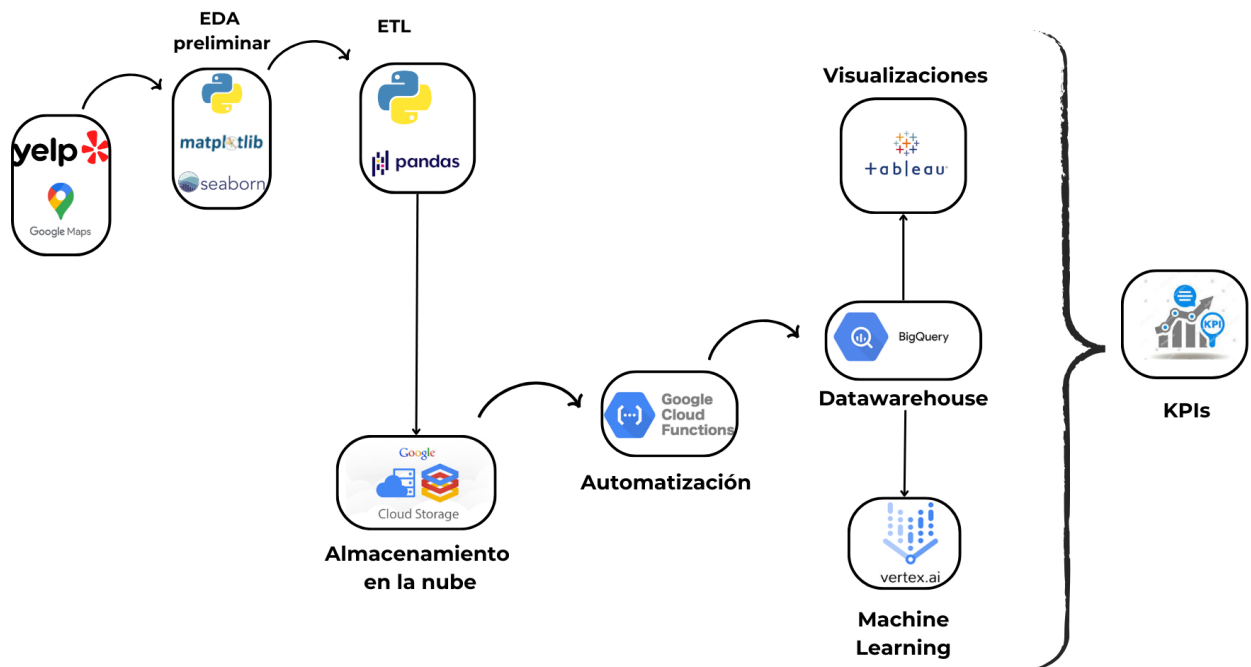 EDA
preliminar
ETL
yelp
Google Maps
matplotlib
seaborn
pandas
Visualizaciones
+ableau
BigQuery
Datawarehouse
KPI
KPIs
Google
Cloud
Functions
Automatización
Google
Cloud Storage
Almacenamiento
en la nube
vertex.ai
Machine
Learning